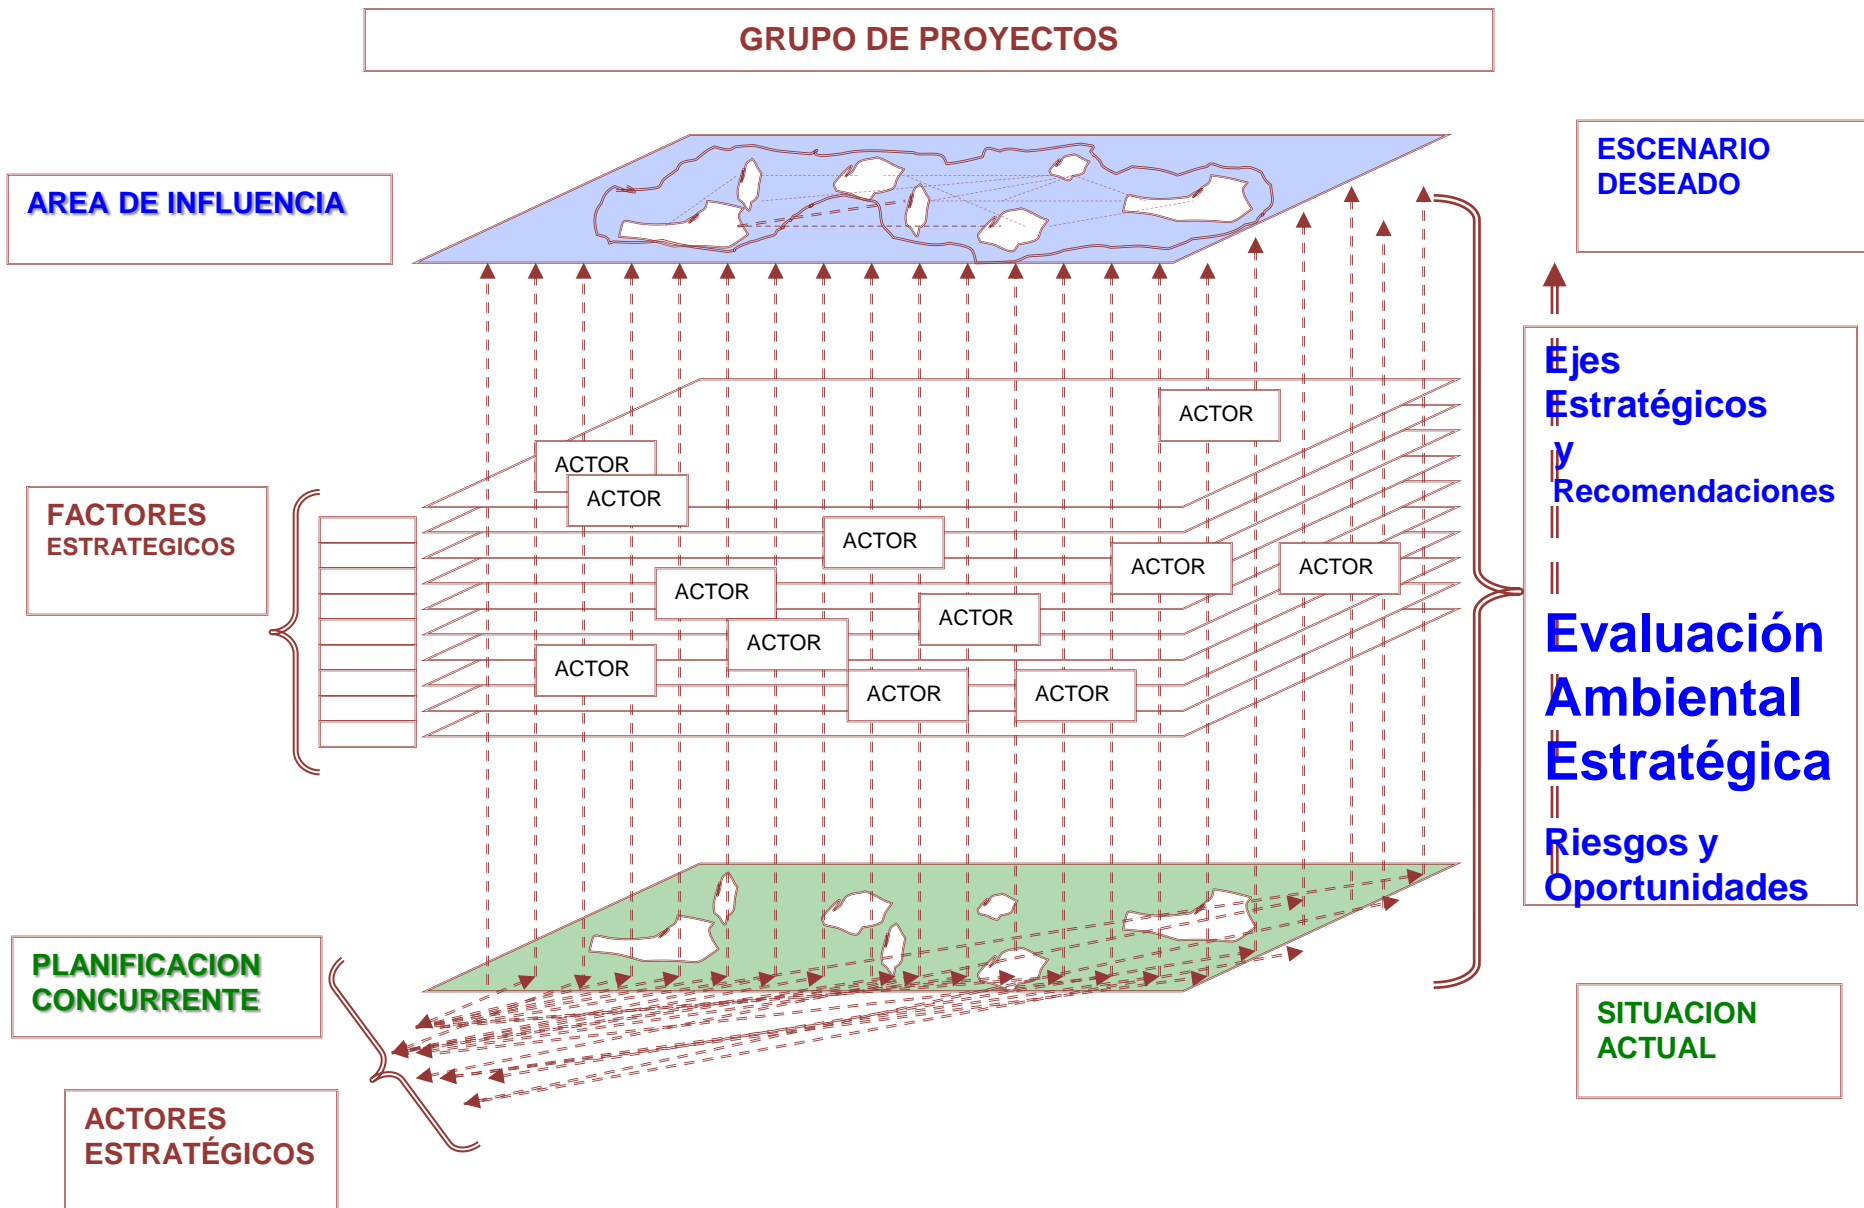 GRUPO DE PROYECTOS
ESCENARIO
DESEADO
AREA DE INFLUENCIA
Ejes
Estratégicos
y
Recomendaciones
ACTOR
ACTOR
ACTOR
FACTORES
ESTRATEGICOS
ACTOR
ACTOR
ACTOR
ACTOR
ACTOR
ACTOR
ACTOR
ACTOR
ACTOR
Evaluación
Ambiental
Estratégica
Riesgos y
Oportunidades
PLANIFICACION
CONCURRENTE
SITUACION
ACTUAL
ACTORES
ESTRATÉGICOS